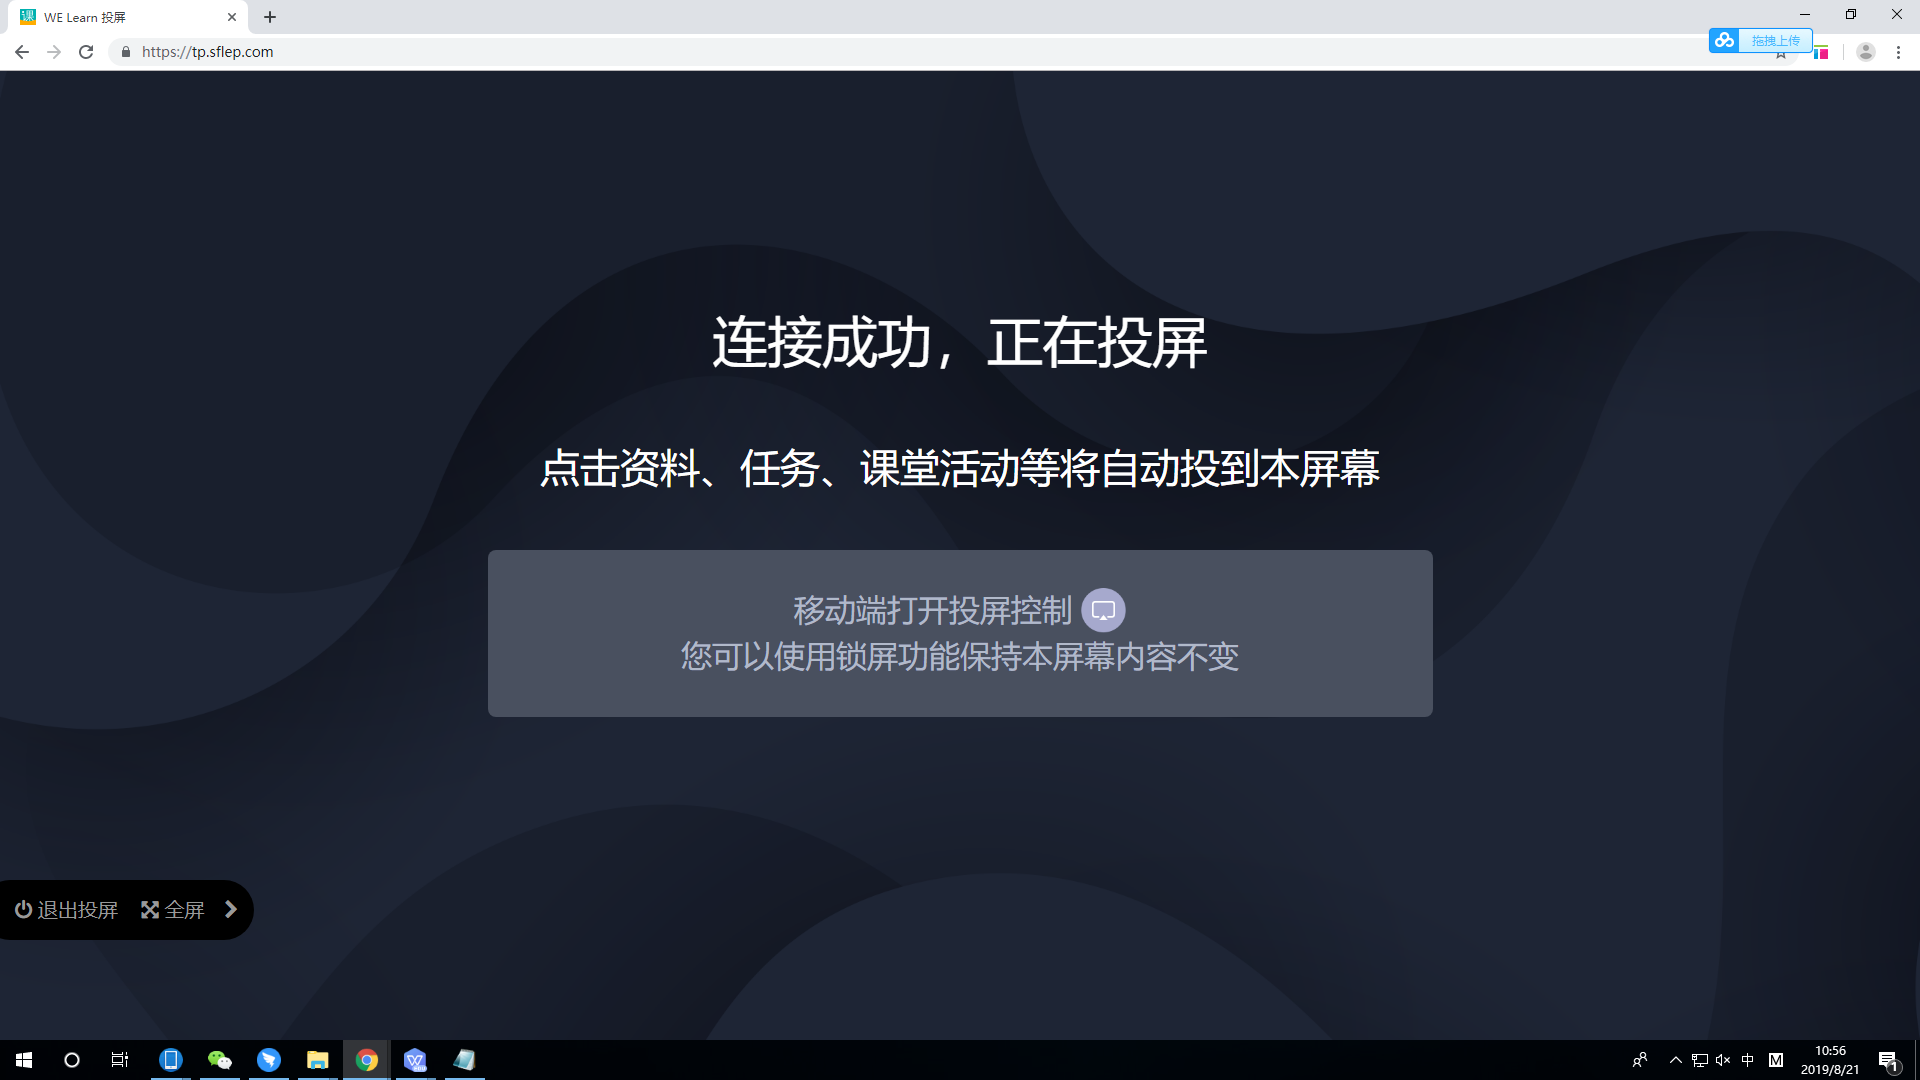 WE Learn 投屏
https://tp.sflep.com
拖拽上传
连接成功，正在投屏
点击资料、任务、课堂活动等将自动投到本屏幕
移动端打开投屏控制
您可以使用锁屏功能保持本屏幕内容不变
退出投屏 全屏
中 M
10:56
2019/8/21
1